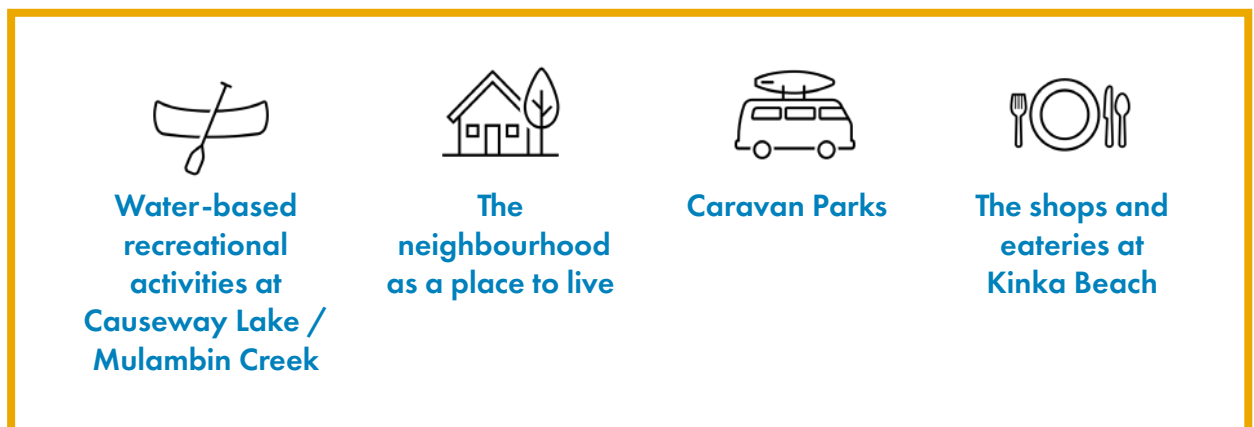 Water-based
recreational
activities at
Causeway Lake /
Mulambin Creek
The
neighbourhood
as a place to live
Caravan Parks
The shops and
eateries at
Kinka Beach